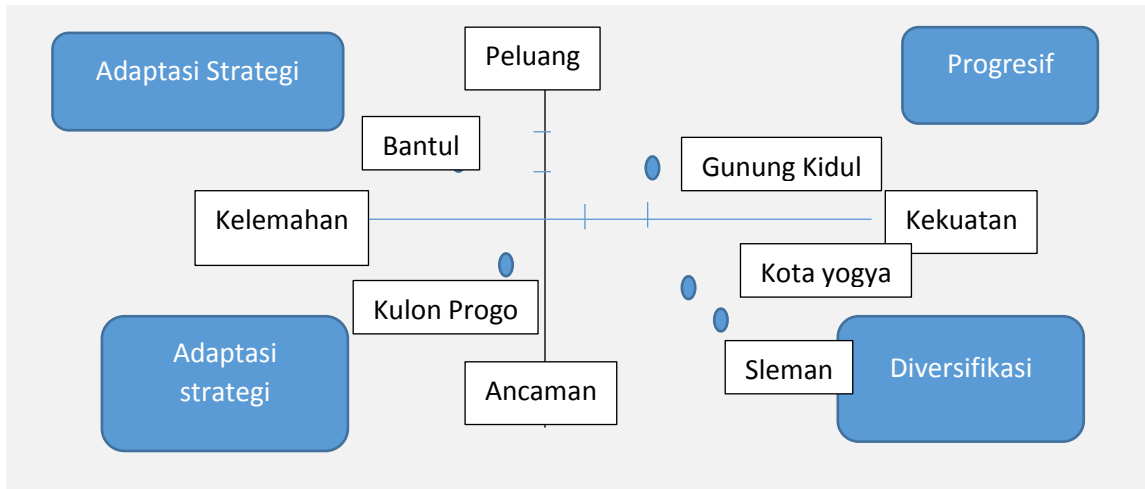 Adaptasi Strategi
Peluang
Progresif
Bantul
Gunung Kidul
Kelemahan
Kekuatan
Kota yogya
Kulon Progo
Adaptasi
strategi
Ancaman
Sleman
Diversifikasi